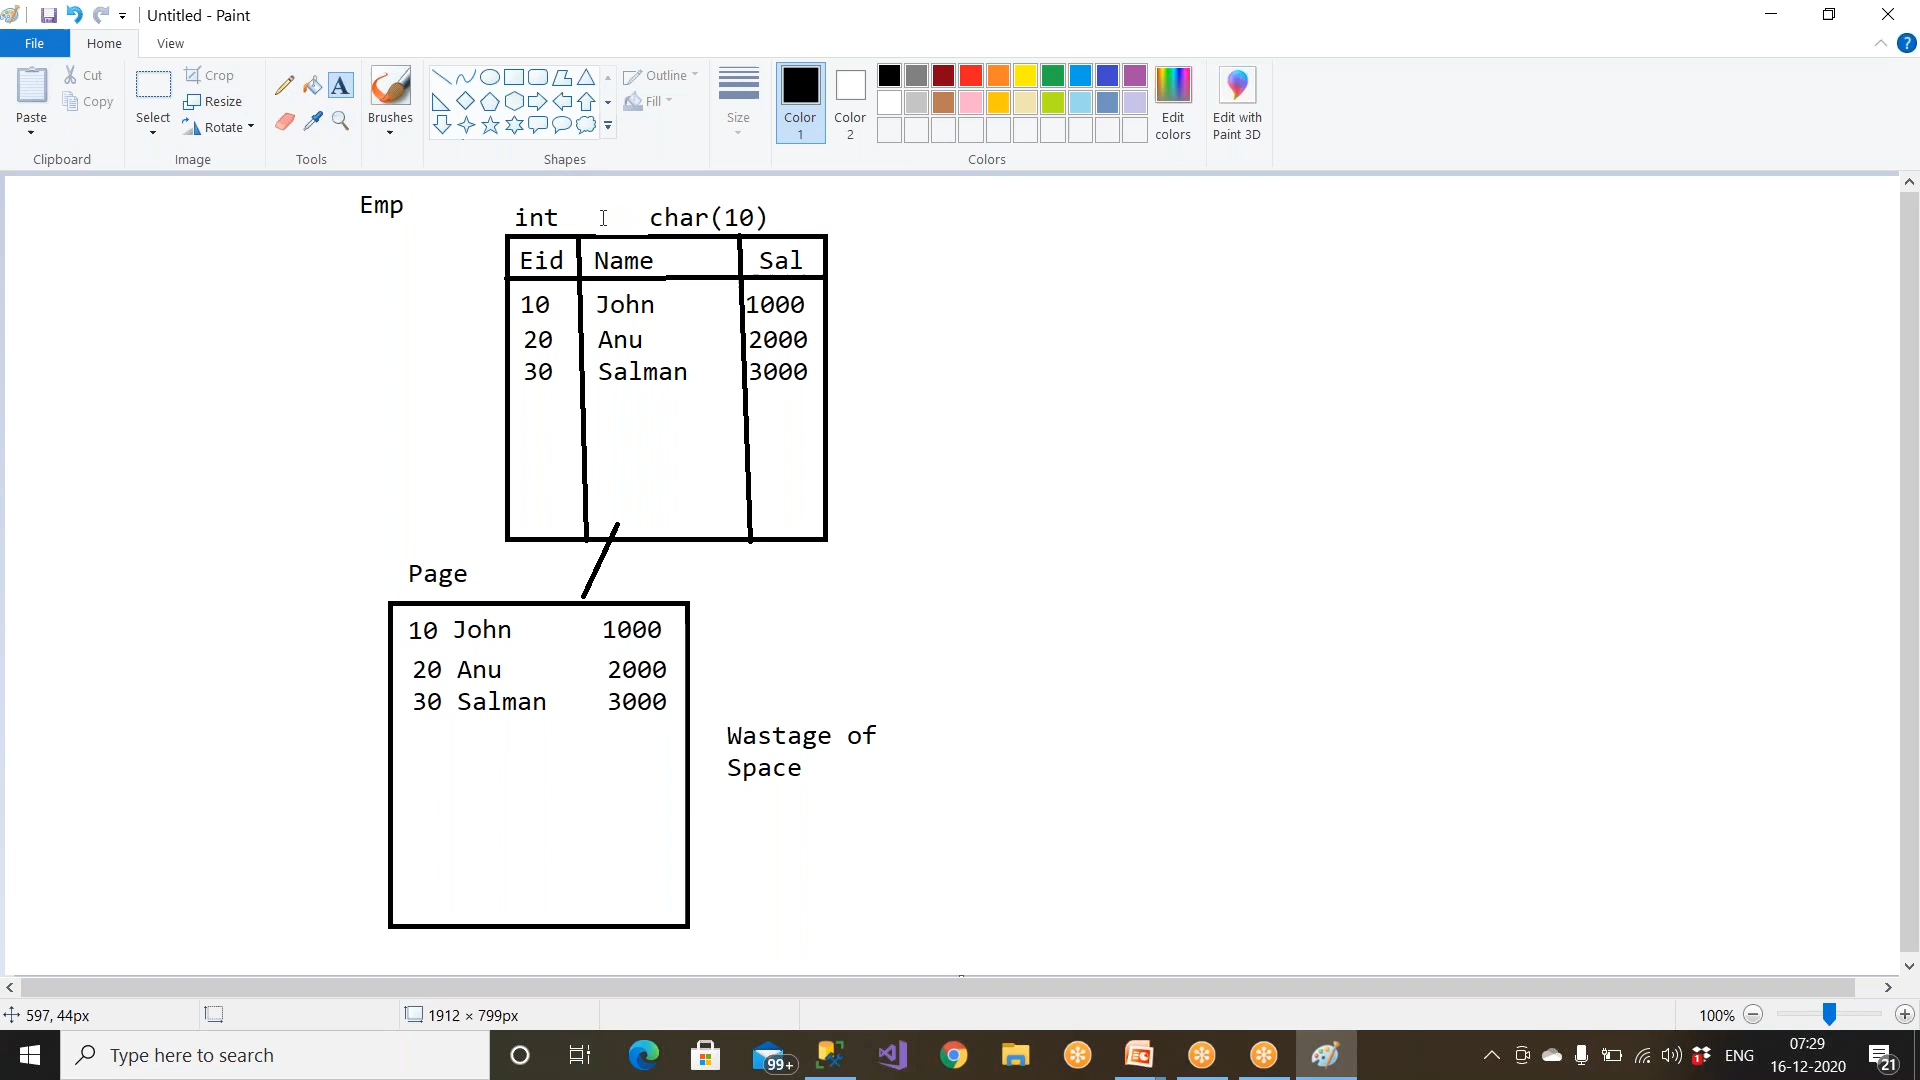 Untitled - Paint
File Home View
Paste
Cut
Copy
Clipboard
Select
Crop
Resize
Rotate
Image
Tools
Brushes
Shapes
Outline
Fill
Size
Color 1
Color 2
Colors
Edit colors
Edit with Paint 3D
Emp
int char(10)
Eid Name Sal
10 John 1000
20 Anu 2000
30 Salman 3000
Page
10 John 1000
20 Anu 2000
30 Salman 3000
Wastage of
Space
597, 44px
1912 × 799px
100%
Type here to search
99+
1
ENG
07:29
16-12-2020
21